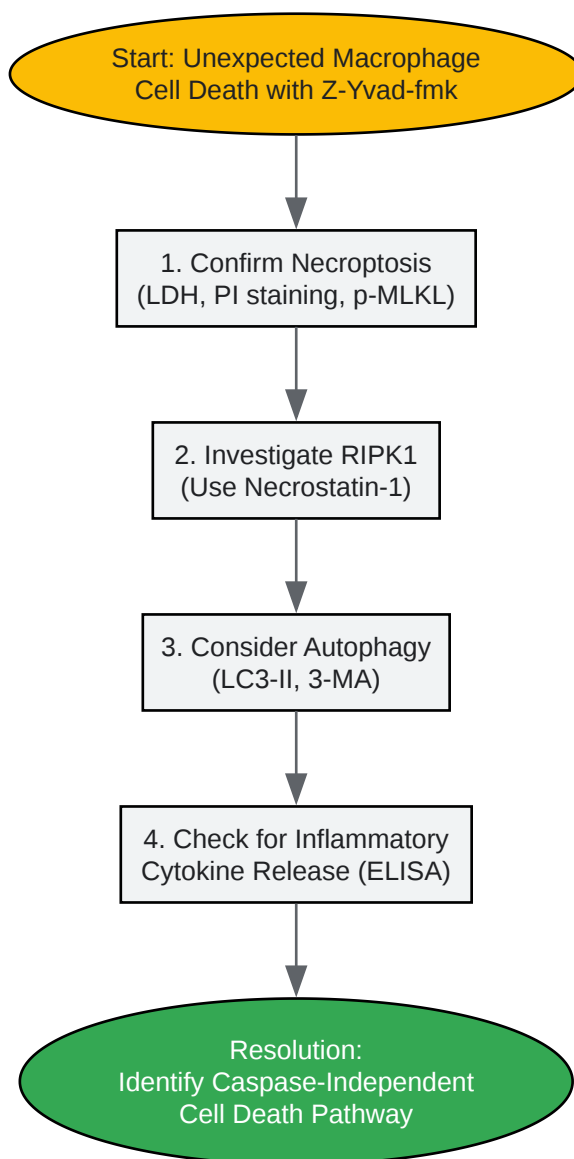 Start: Unexpected Macrophage
Cell Death with Z-Yvad-fmk
1. Confirm Necroptosis
(LDH, PI staining, p-MLKL)
2. Investigate RIPK1
(Use Necrostatin-1)
3. Consider Autophagy
(LC3-II, 3-MA)
4. Check for Inflammatory
Cytokine Release (ELISA)
Resolution:
Identify Caspase-Independent
Cell Death Pathway